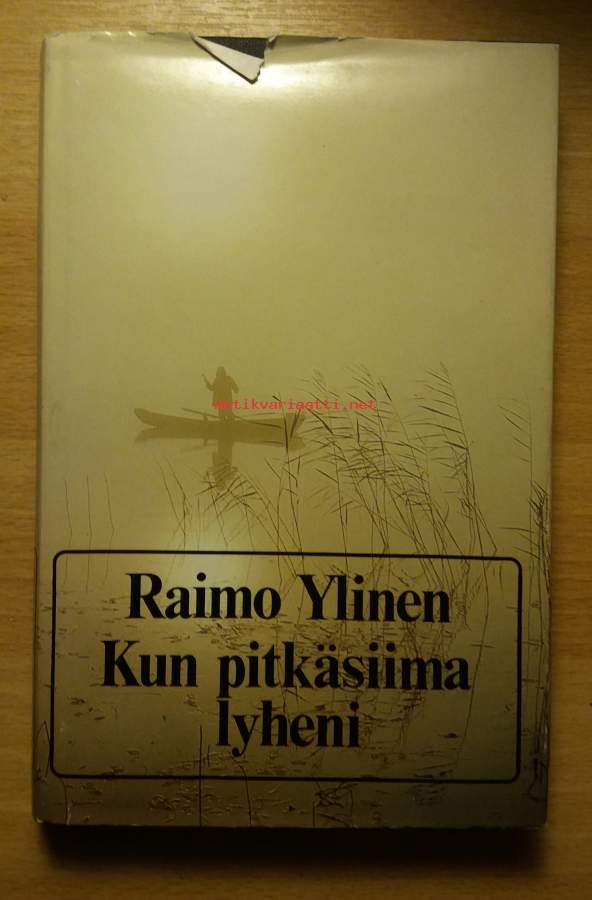 antikvariaatti.net
Raimo Ylinen
Kun pitkäsiima
lyheni